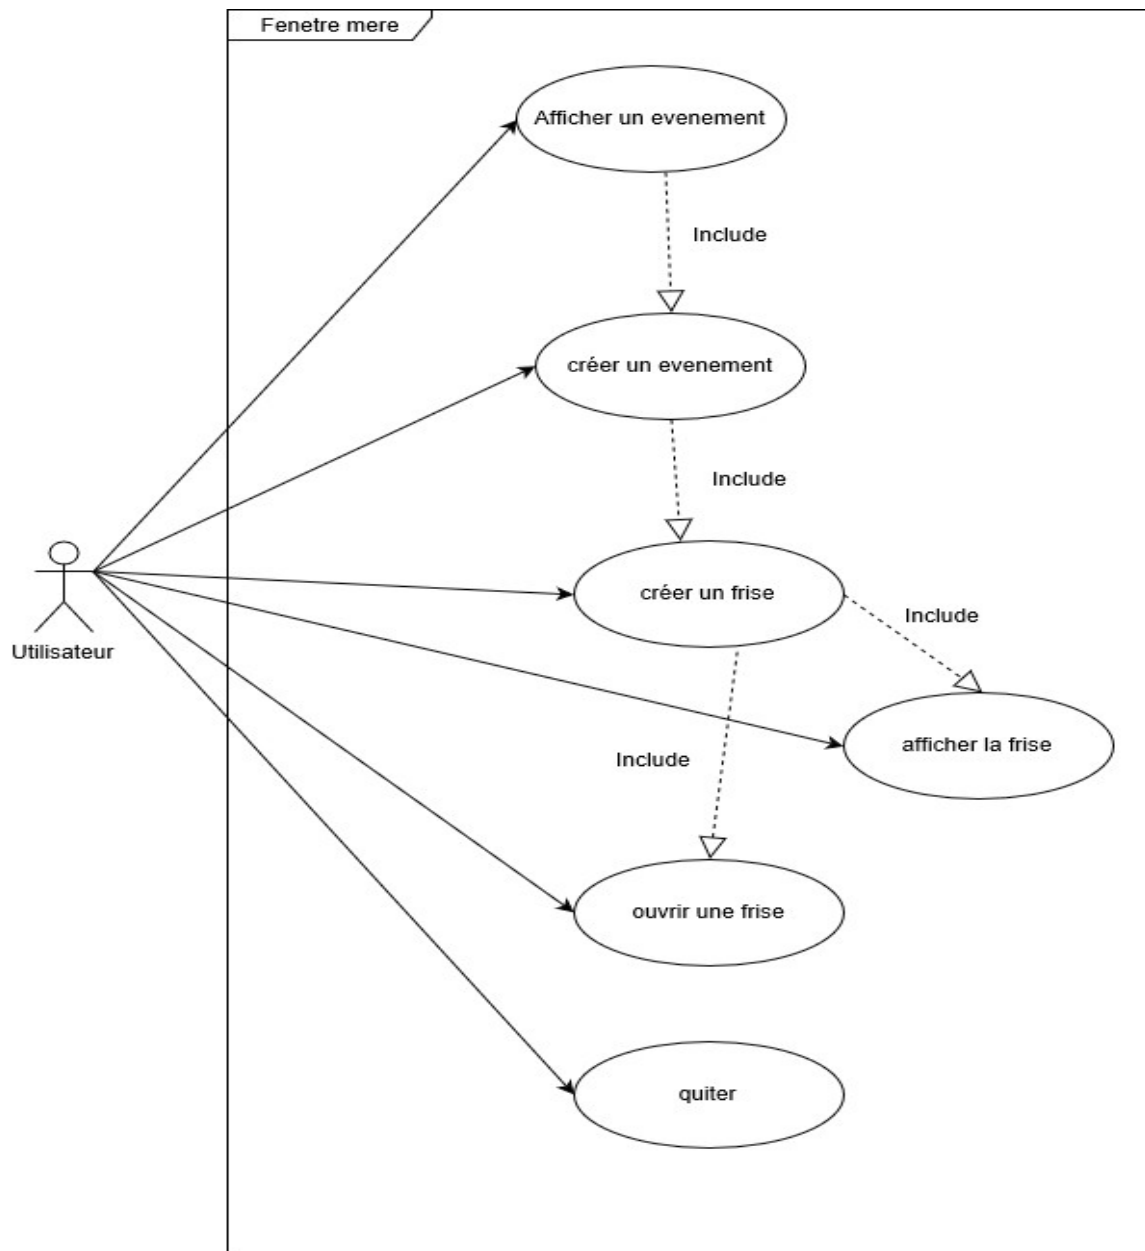 Fenetre mere
Afficher un evenement
Include
créer un evenement
Include
créer un frise
Include
Utilisateur
afficher la frise
Include
ouvrir une frise
quiter